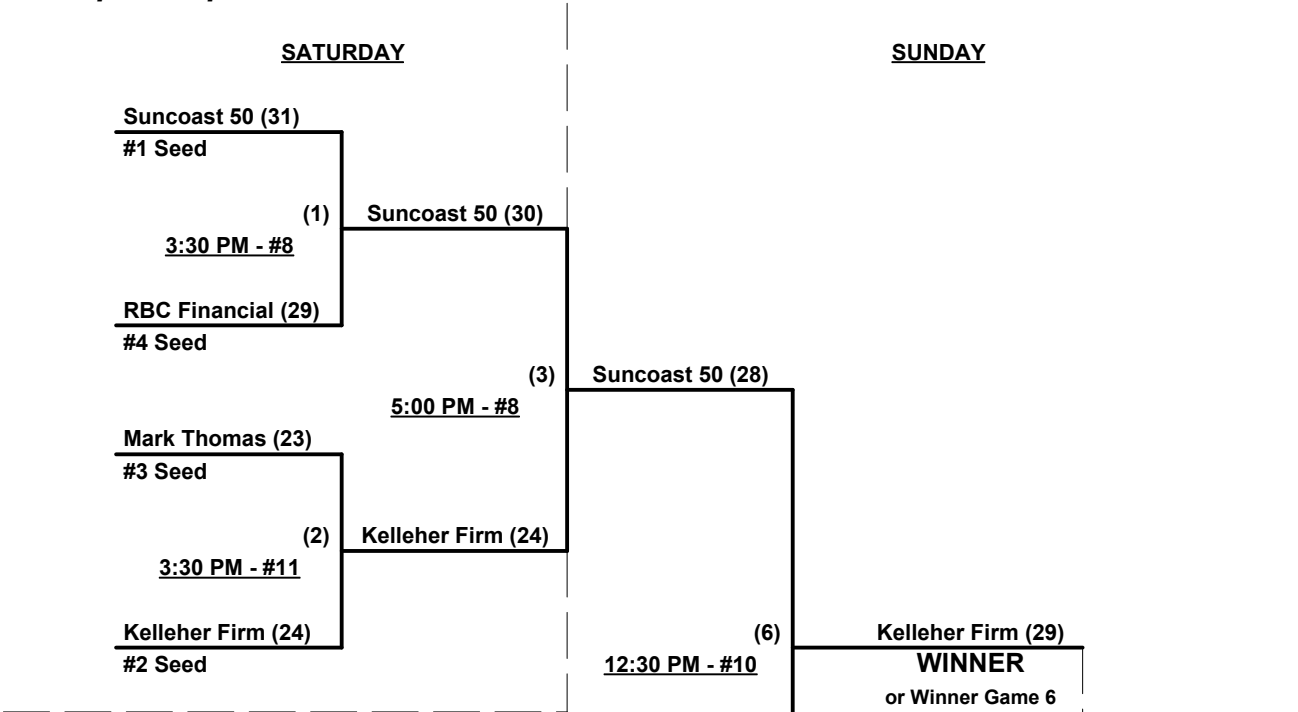 SATURDAY
SUNDAY
Suncoast 50 (31)
#1 Seed
(1)
Suncoast 50 (30)
3:30 PM - #8
RBC Financial (29)
#4 Seed
(3)
Suncoast 50 (28)
5:00 PM - #8
Mark Thomas (23)
#3 Seed
(2)
Kelleher Firm (24)
3:30 PM - #11
Kelleher Firm (24)
(6)
Kelleher Firm (29)
#2 Seed
12:30 PM - #10
WINNER
or Winner Game 6